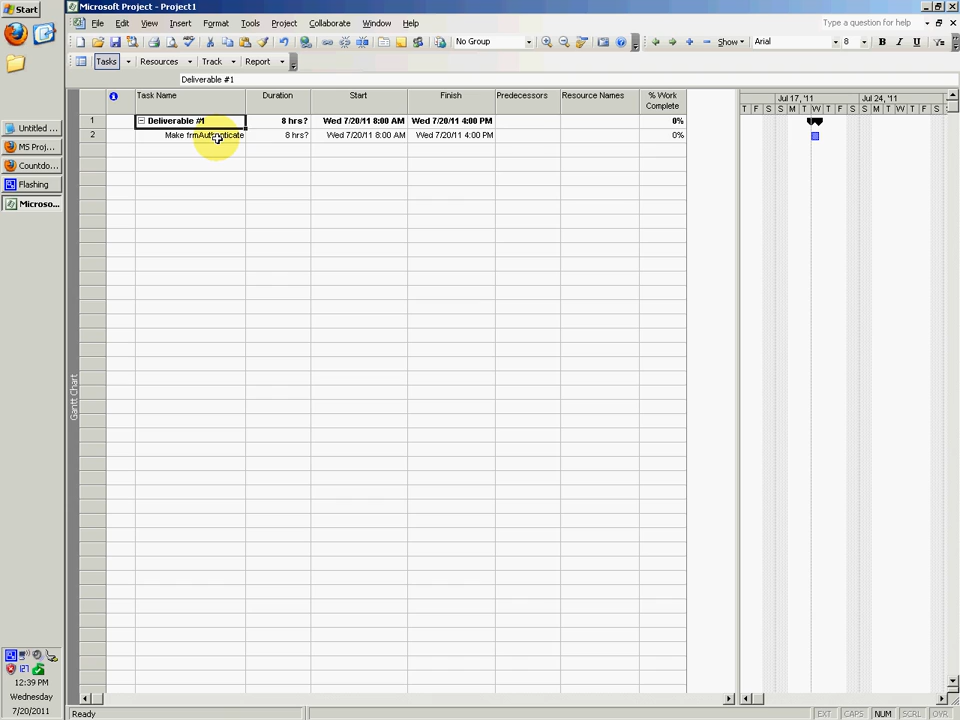 Start
Microsoft Project - Project1
File Edit View Insert Format Tools Project Collaborate Window Help
Type a question for help
No Group
Show
Arial
8
B I U
Tasks Resources Track Report
Deliverable #1
Task Name Duration Start Finish Predecessors Resource Names % Work Complete
Jul 17, '11 Jul 24, '11
T F S S M T W T F S S M T W T F S
1 Deliverable #1 8 hrs? Wed 7/20/11 8:00 AM Wed 7/20/11 4:00 PM 0%
2 Make frmAuthenticate 8 hrs? Wed 7/20/11 8:00 AM Wed 7/20/11 4:00 PM 0%
Untitled ...
MS Proj...
Countdo...
Flashing
Microso...
Gantt Chart
12:39 PM
Wednesday
7/20/2011
Ready
EXT CAPS NUM SCRL OVR